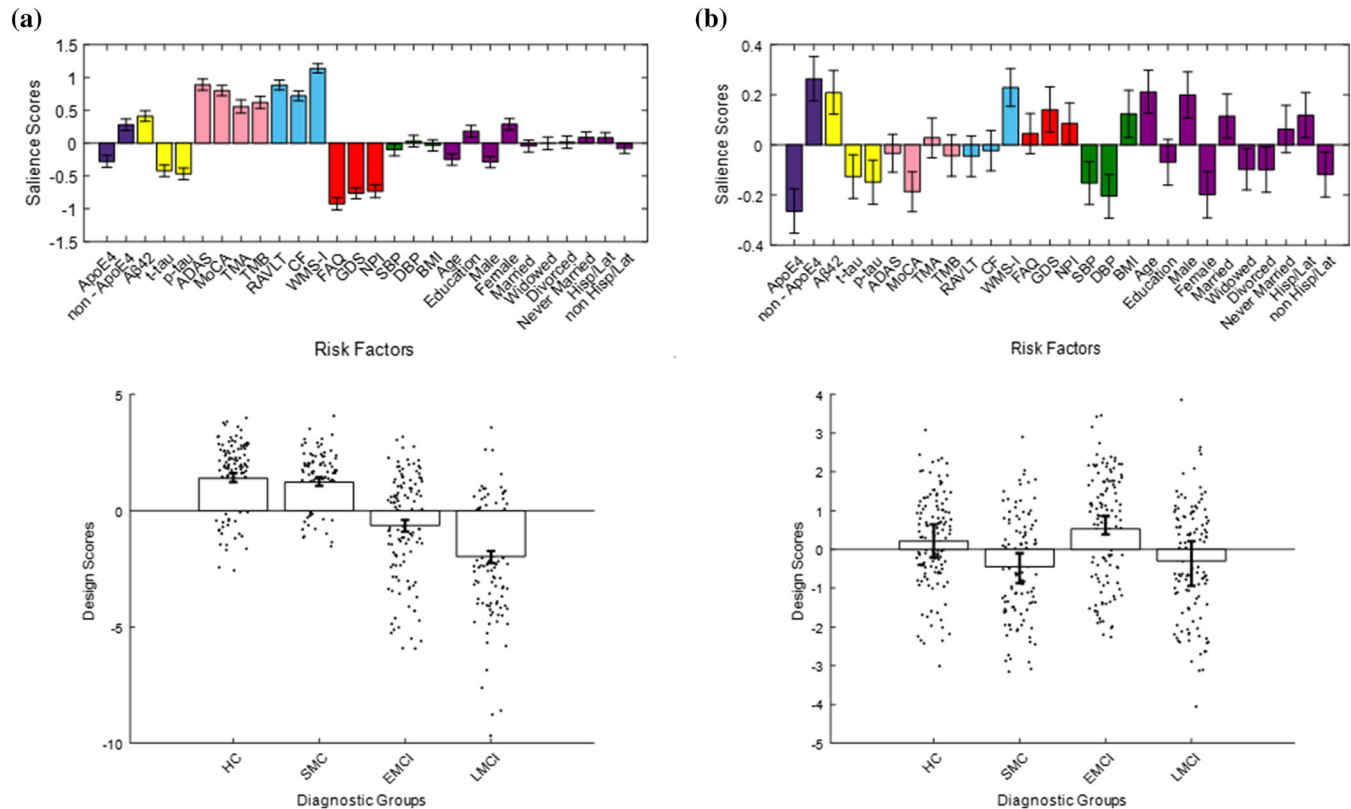 (a)
1.5
1
0.5
0
-0.5
-1
-1.5
Salience Scores
ApoE4
non - ApoE4
Aβ42
t-tau
p-tau
ADAS
MoCA
TMA
TMB
RAVLT
CF
WMS-I
FAQ
GDS
NPI
SBP
DBP
BMI
Age
Education
Male
Female
Married
Widowed
Divorced
Never Married
Hisp/Lat
non Hisp/Lat
Risk Factors
(b)
0.4
0.2
0
-0.2
-0.4
Salience Scores
ApoE4
non - ApoE4
Aβ42
t-tau
p-tau
ADAS
MoCA
TMA
TMB
RAVLT
CF
WMS-I
FAQ
GDS
NPI
SBP
DBP
BMI
Age
Education
Male
Female
Married
Widowed
Divorced
Never Married
Hisp/Lat
non Hisp/Lat
Risk Factors
5
0
-5
-10
Design Scores
HC
SMC
EMCI
LMCI
Diagnostic Groups
4
3
2
1
0
-1
-2
-3
-4
-5
Design Scores
HC
SMC
EMCI
LMCI
Diagnostic Groups